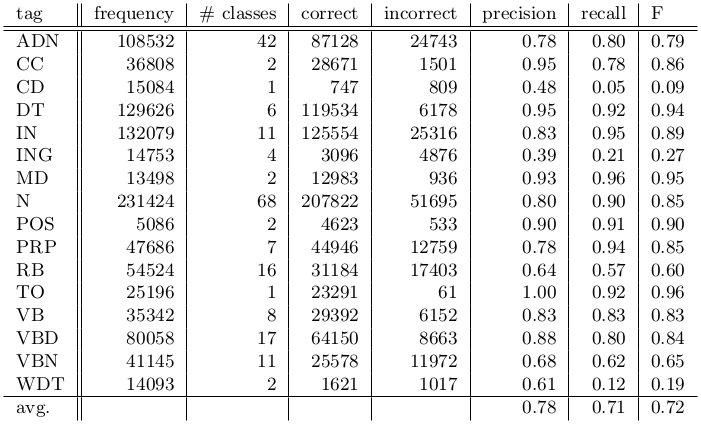 tag frequency # classes correct incorrect precision recall F
ADN 108532 42 87128 24743 0.78 0.80 0.79
CC 36808 2 28671 1501 0.95 0.78 0.86
CD 15084 1 747 809 0.48 0.05 0.09
DT 129626 6 119534 6178 0.95 0.92 0.94
IN 132079 11 125554 25316 0.83 0.95 0.89
ING 14753 4 3096 4876 0.39 0.21 0.27
MD 13498 2 12983 936 0.93 0.96 0.95
N 231424 68 207822 51695 0.80 0.90 0.85
POS 5086 2 4623 533 0.90 0.91 0.90
PRP 47686 7 44946 12759 0.78 0.94 0.85
RB 54524 16 31184 17403 0.64 0.57 0.60
TO 25196 1 23291 61 1.00 0.92 0.96
VB 35342 8 29392 6152 0.83 0.83 0.83
VBD 80058 17 64150 8663 0.88 0.80 0.84
VBN 41145 11 25578 11972 0.68 0.62 0.65
WDT 14093 2 1621 1017 0.61 0.12 0.19
avg. 0.78 0.71 0.72